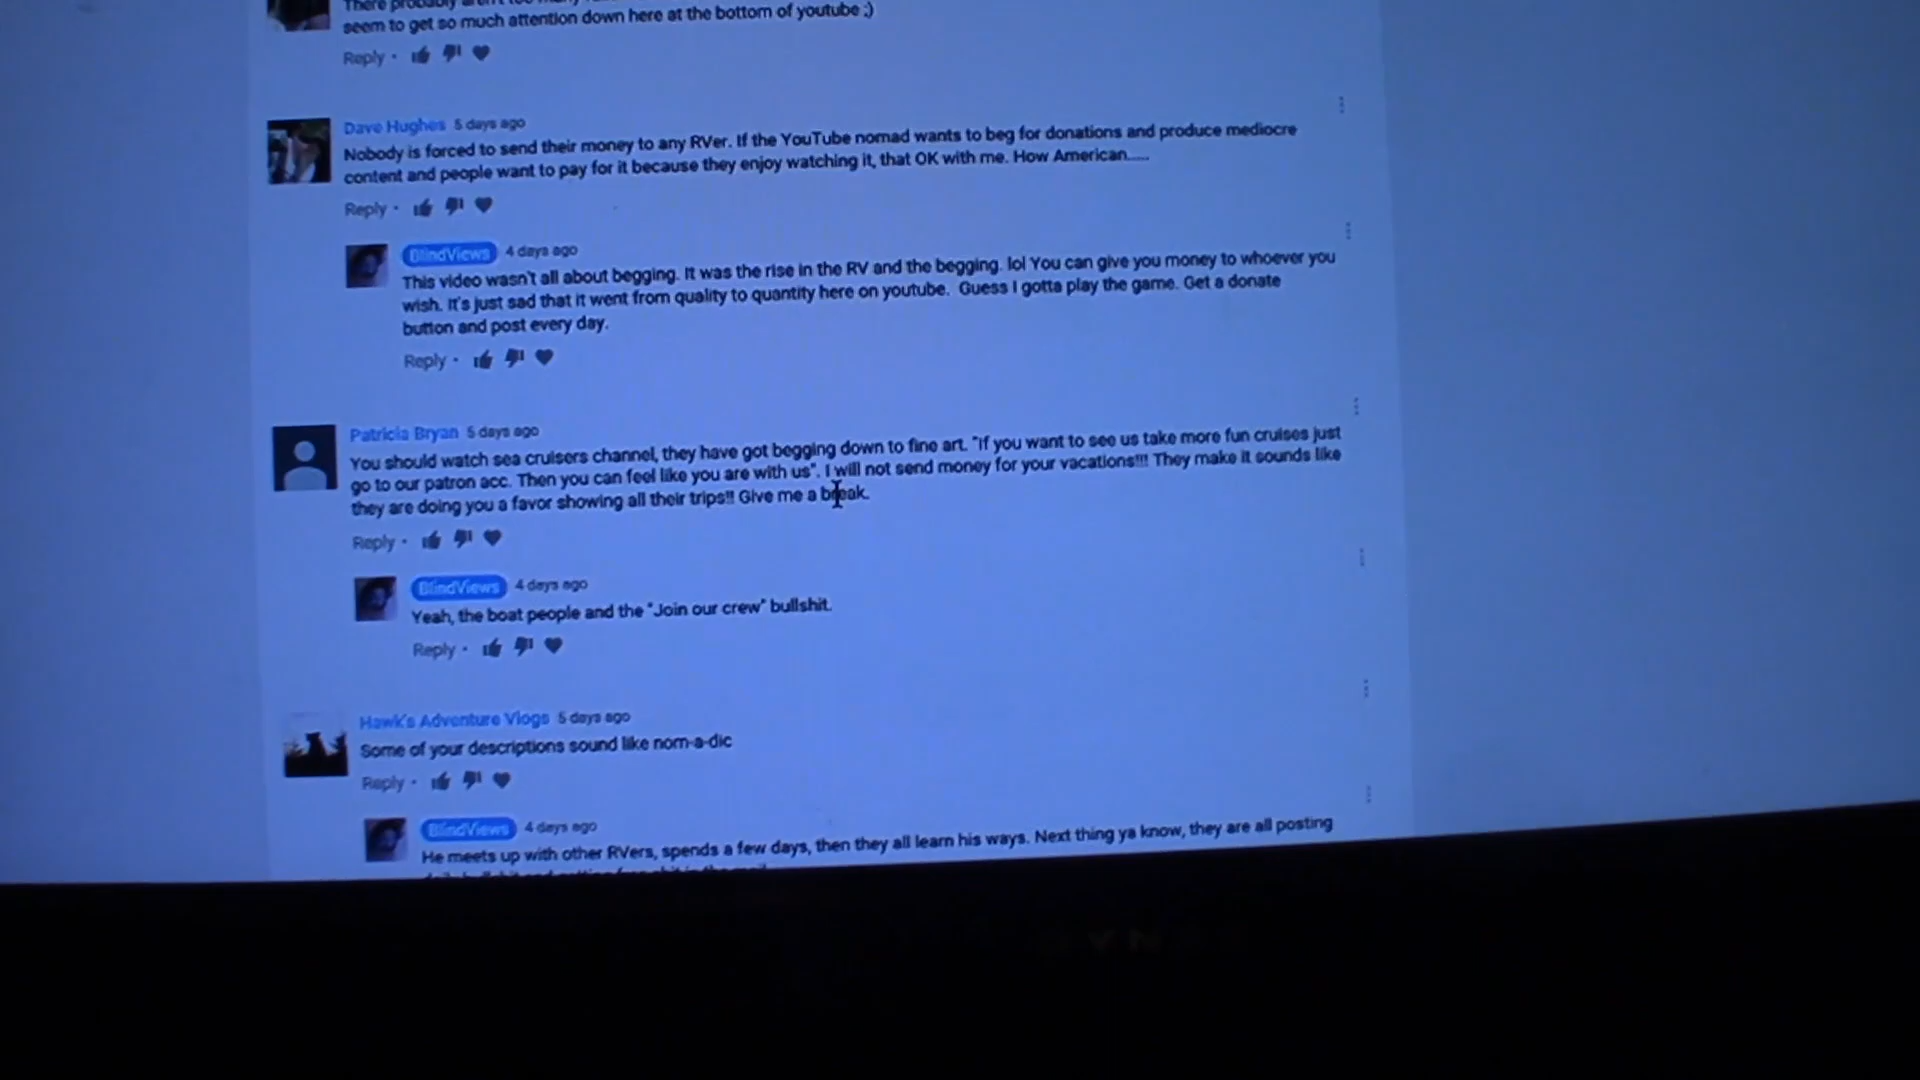 There probably aren't too many
seem to get so much attention down here at the bottom of youtube ;)
Reply •
Dave Hughes 5 days ago
Nobody is forced to send their money to any RVer. If the YouTube nomad wants to beg for donations and produce mediocre
content and people want to pay for it because they enjoy watching it, that OK with me. How American.....
Reply •
BlindViews 4 days ago
This video wasn't all about begging. It was the rise in the RV and the begging. lol You can give you money to whoever you
wish. It's just sad that it went from quality to quantity here on youtube. Guess I gotta play the game. Get a donate
button and post every day.
Reply •
Patricia Bryan 5 days ago
You should watch sea cruisers channel, they have got begging down to fine art. "If you want to see us take more fun cruises just
go to our patron acc. Then you can feel like you are with us". I will not send money for your vacations!!! They make it sounds like
they are doing you a favor showing all their trips!! Give me a break.
Reply •
BlindViews 4 days ago
Yeah, the boat people and the "Join our crew" bullshit.
Reply •
Hawk's Adventure Vlogs 5 days ago
Some of your descriptions sound like nom-a-dic
Reply •
BlindViews 4 days ago
He meets up with other RVers, spends a few days, then they all learn his ways. Next thing ya know, they are all posting